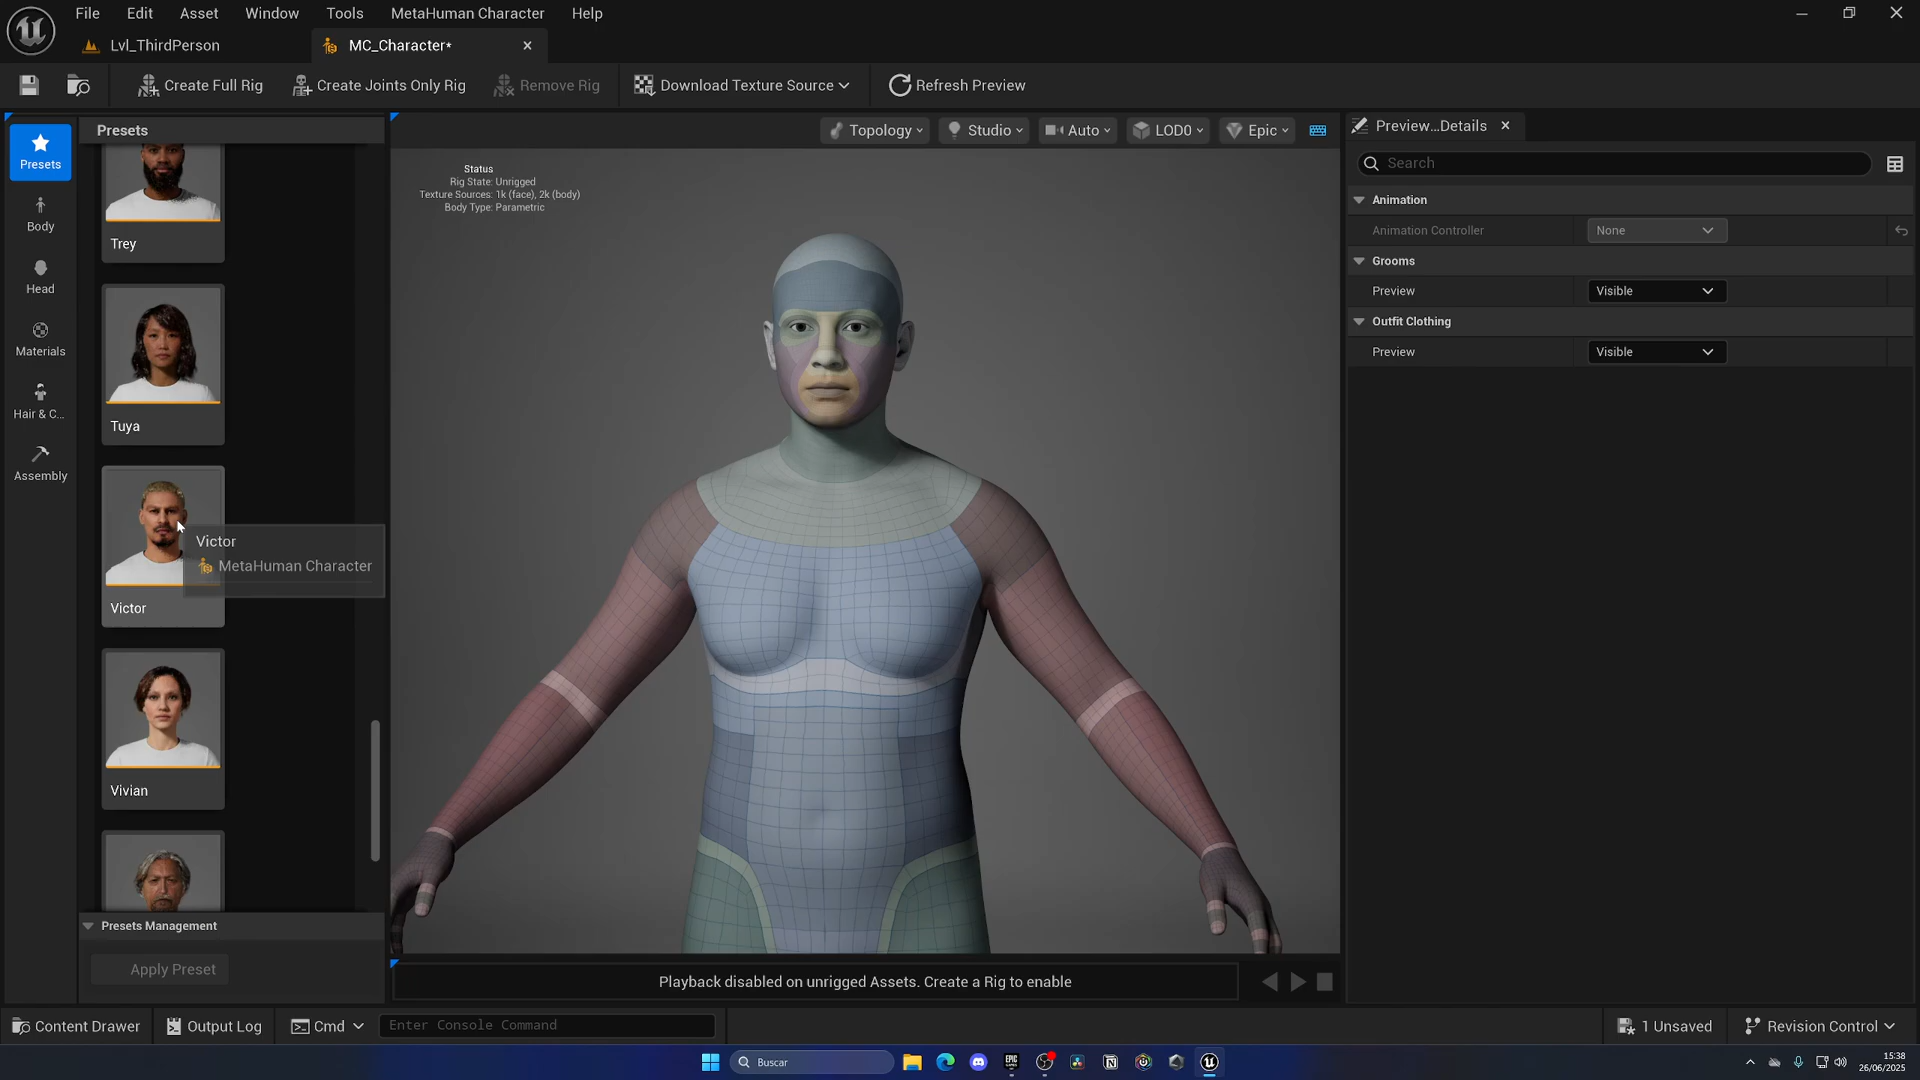 File Edit Asset Window Tools MetaHuman Character Help
Lvl_ThirdPerson
MC_Character*
Create Full Rig
Create Joints Only Rig
Remove Rig
Download Texture Source
Refresh Preview
Presets
Body
Head
Materials
Hair & C...
Assembly
Presets
Trey
Tuya
Victor
MetaHuman Character
Victor
Vivian
Presets Management
Apply Preset
Topology
Studio
Auto
LOD0
Epic
Status
Rig State: Unrigged
Texture Sources: 1k (face), 2k (body)
Body Type: Parametric
Playback disabled on unrigged Assets. Create a Rig to enable
Preview...Details
Search
Animation
Animation Controller
None
Grooms
Preview
Visible
Outfit Clothing
Preview
Visible
Content Drawer
Output Log
Cmd
Enter Console Command
1 Unsaved
Revision Control
Buscar
EPIC
GAMES
15:38
26/06/2025